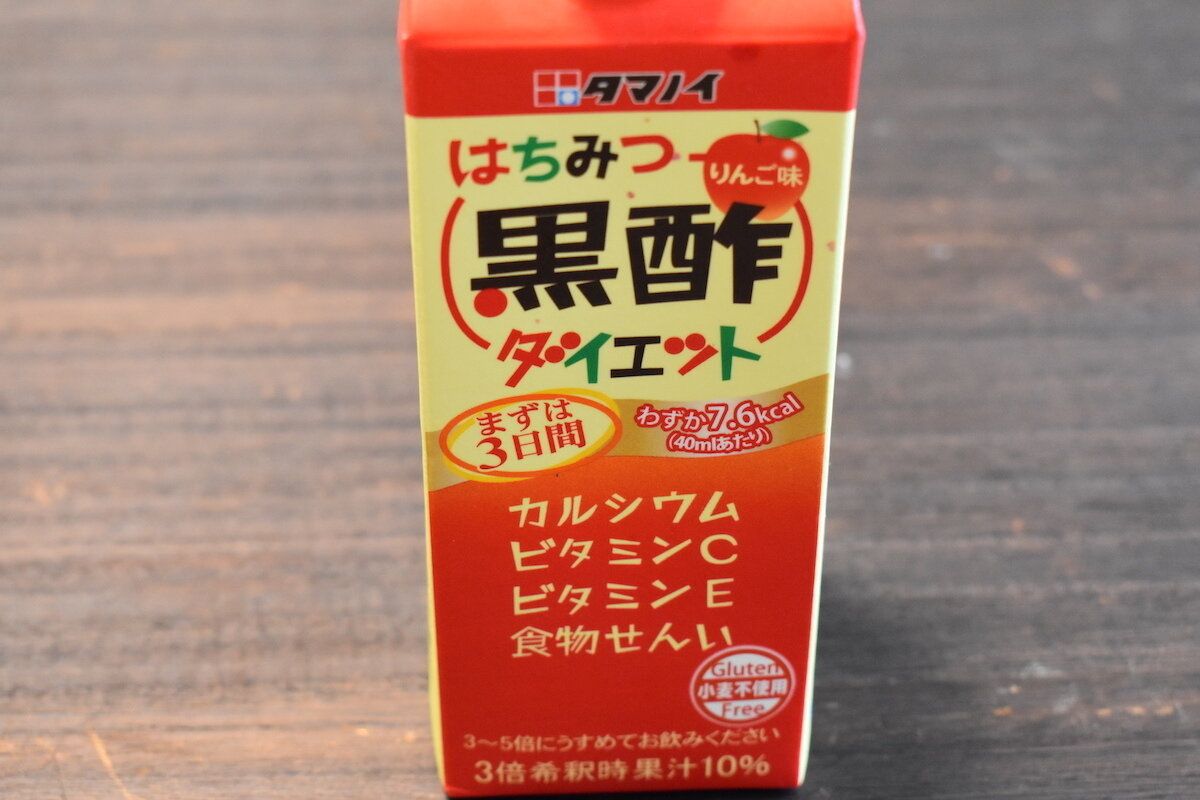 タマノイ
はちみつ
りんご味
黒酢
ダイエット
まずは
3日間
わずか7.6kcal
(40mlあたり)
カルシウム
ビタミンC
ビタミンE
食物せんい
Gluten
小麦不使用
Free
3〜5倍にうすめてお飲みください
3倍希釈時果汁10%